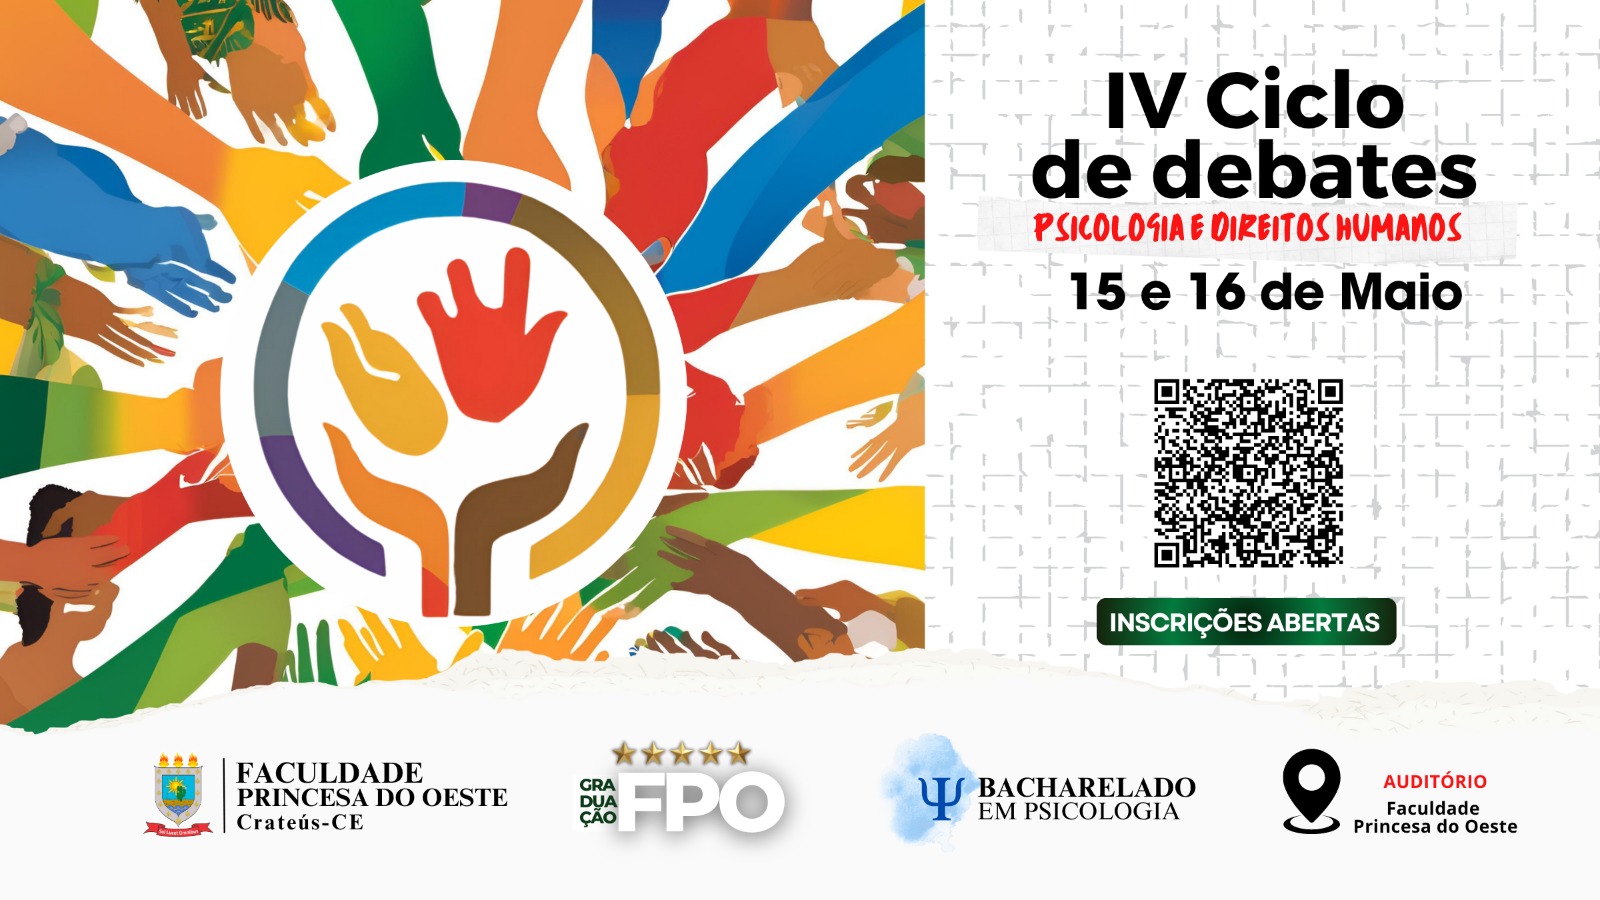 IV Ciclo
de debates
PSICOLOGIA E DIREITOS HUMANOS
15 e 16 de Maio
INSCRIÇÕES ABERTAS
FACULDADE
PRINCESA DO OESTE
Crateús-CE
GRA
DUA
ÇÃO
FPO
Ψ
BACHARELADO
EM PSICOLOGIA
AUDITÓRIO
Faculdade
Princesa do Oeste